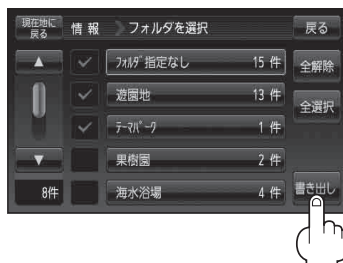 現在地に
戻る
情報
フォルダを選択
戻る
ﾌｫﾙﾀﾞ指定なし 15 件
全解除
遊園地 13 件
全選択
ﾃｰﾏﾊﾟｰｸ 1 件
果樹園 2 件
8件
海水浴場 4 件
書き出し